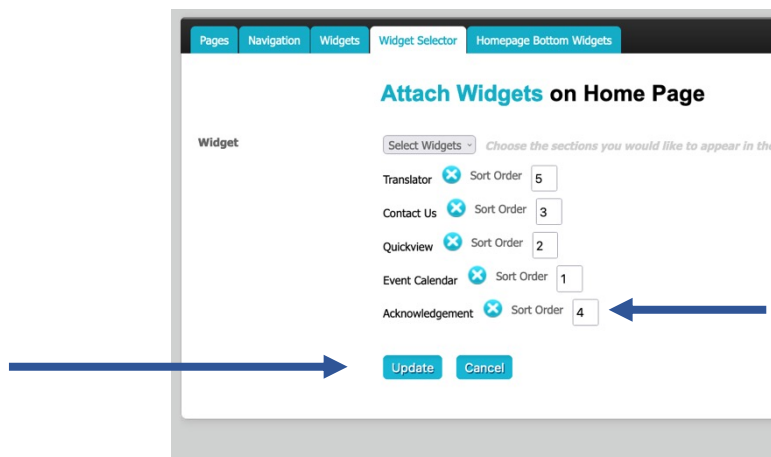 Pages Navigation Widgets Widget Selector Homepage Bottom Widgets
Attach Widgets on Home Page
Widget Select Widgets Choose the sections you would like to appear in the
Translator Sort Order 5
Contact Us Sort Order 3
Quickview Sort Order 2
Event Calendar Sort Order 1
Acknowledgement Sort Order 4
Update Cancel